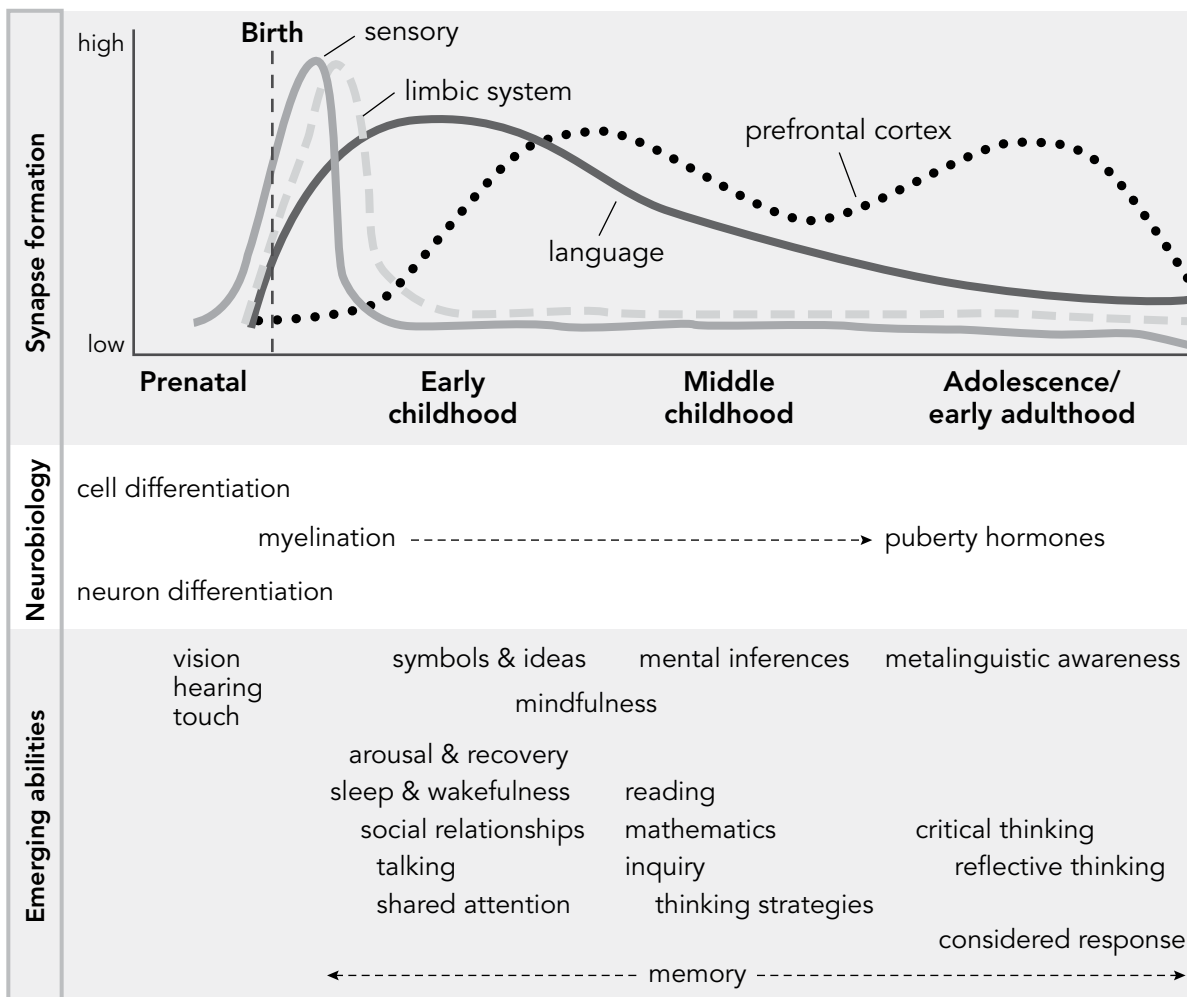 Synapse formation
high
low
Birth
sensory
limbic system
prefrontal cortex
language
Prenatal
Early
childhood
Middle
childhood
Adolescence/
early adulthood
Neurobiology
cell differentiation
myelination
puberty hormones
neuron differentiation
Emerging abilities
vision
hearing
touch
symbols & ideas
mental inferences
metalinguistic awareness
mindfulness
arousal & recovery
sleep & wakefulness
reading
social relationships
mathematics
critical thinking
talking
inquiry
reflective thinking
shared attention
thinking strategies
considered response
memory